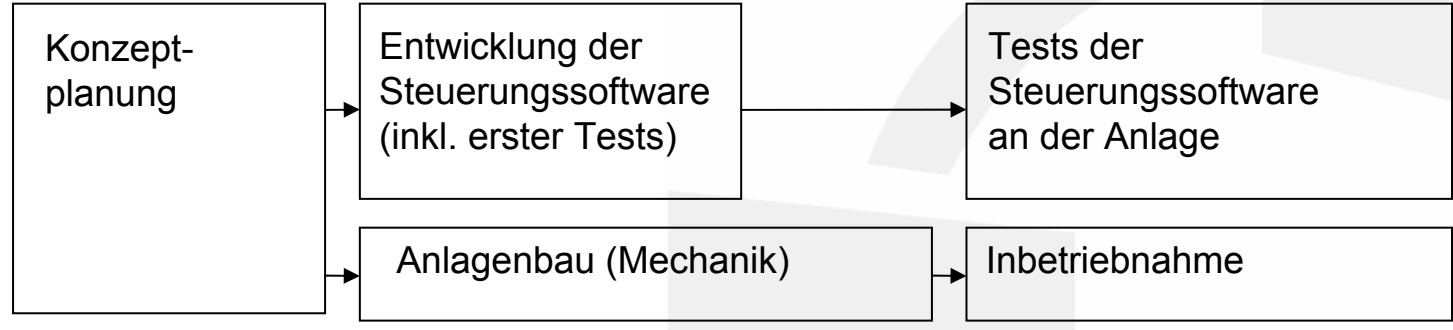 Konzept-
planung
Entwicklung der
Steuerungssoftware
(inkl. erster Tests)
Tests der
Steuerungssoftware
an der Anlage
Anlagenbau (Mechanik)
Inbetriebnahme